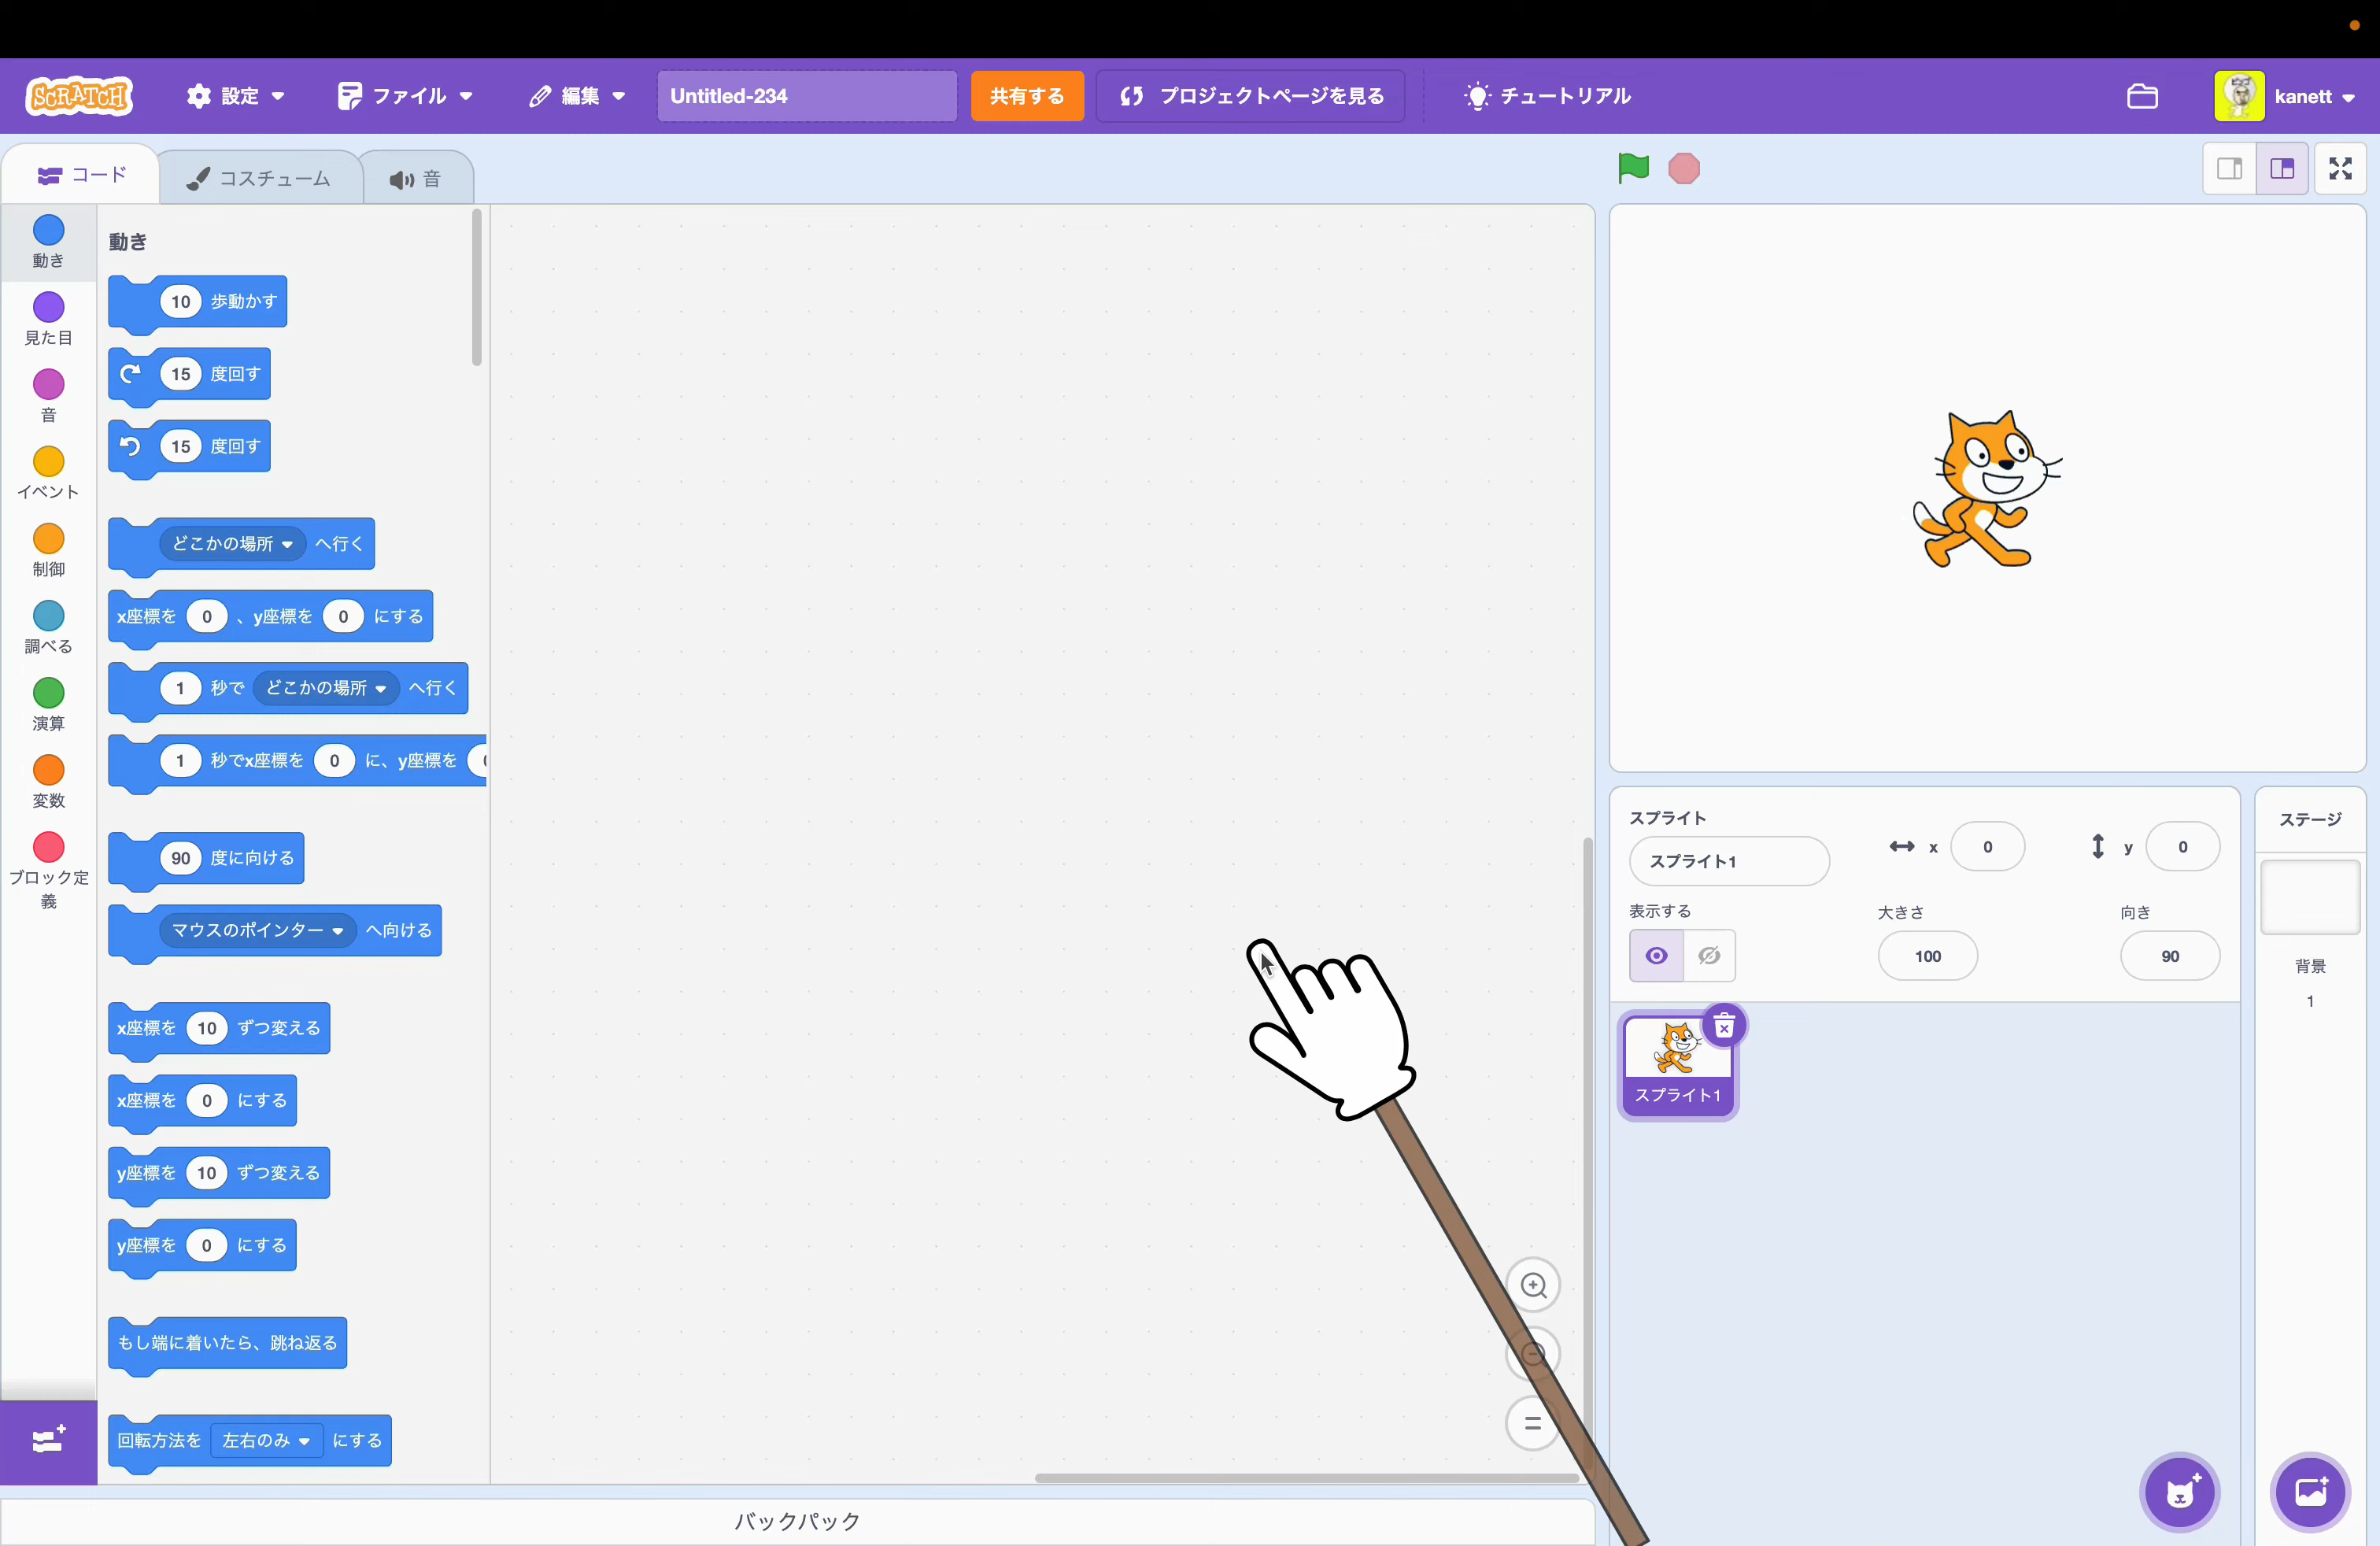 SCRATCH
設定
ファイル
編集
Untitled-234
共有する
プロジェクトページを見る
チュートリアル
kanett
コード
コスチューム
音
動き
見た目
音
イベント
制御
調べる
演算
変数
ブロック定
義
動き
10 歩動かす
15 度回す
15 度回す
どこかの場所 へ行く
x座標を 0 、y座標を 0 にする
1 秒で どこかの場所 へ行く
1 秒でx座標を 0 に、y座標を
90 度に向ける
マウスのポインター へ向ける
x座標を 10 ずつ変える
x座標を 0 にする
y座標を 10 ずつ変える
y座標を 0 にする
もし端に着いたら、跳ね返る
回転方法を 左右のみ にする
バックパック
スプライト
スプライト1
x 0
y 0
表示する
大きさ
100
向き
90
スプライト1
ステージ
背景
1